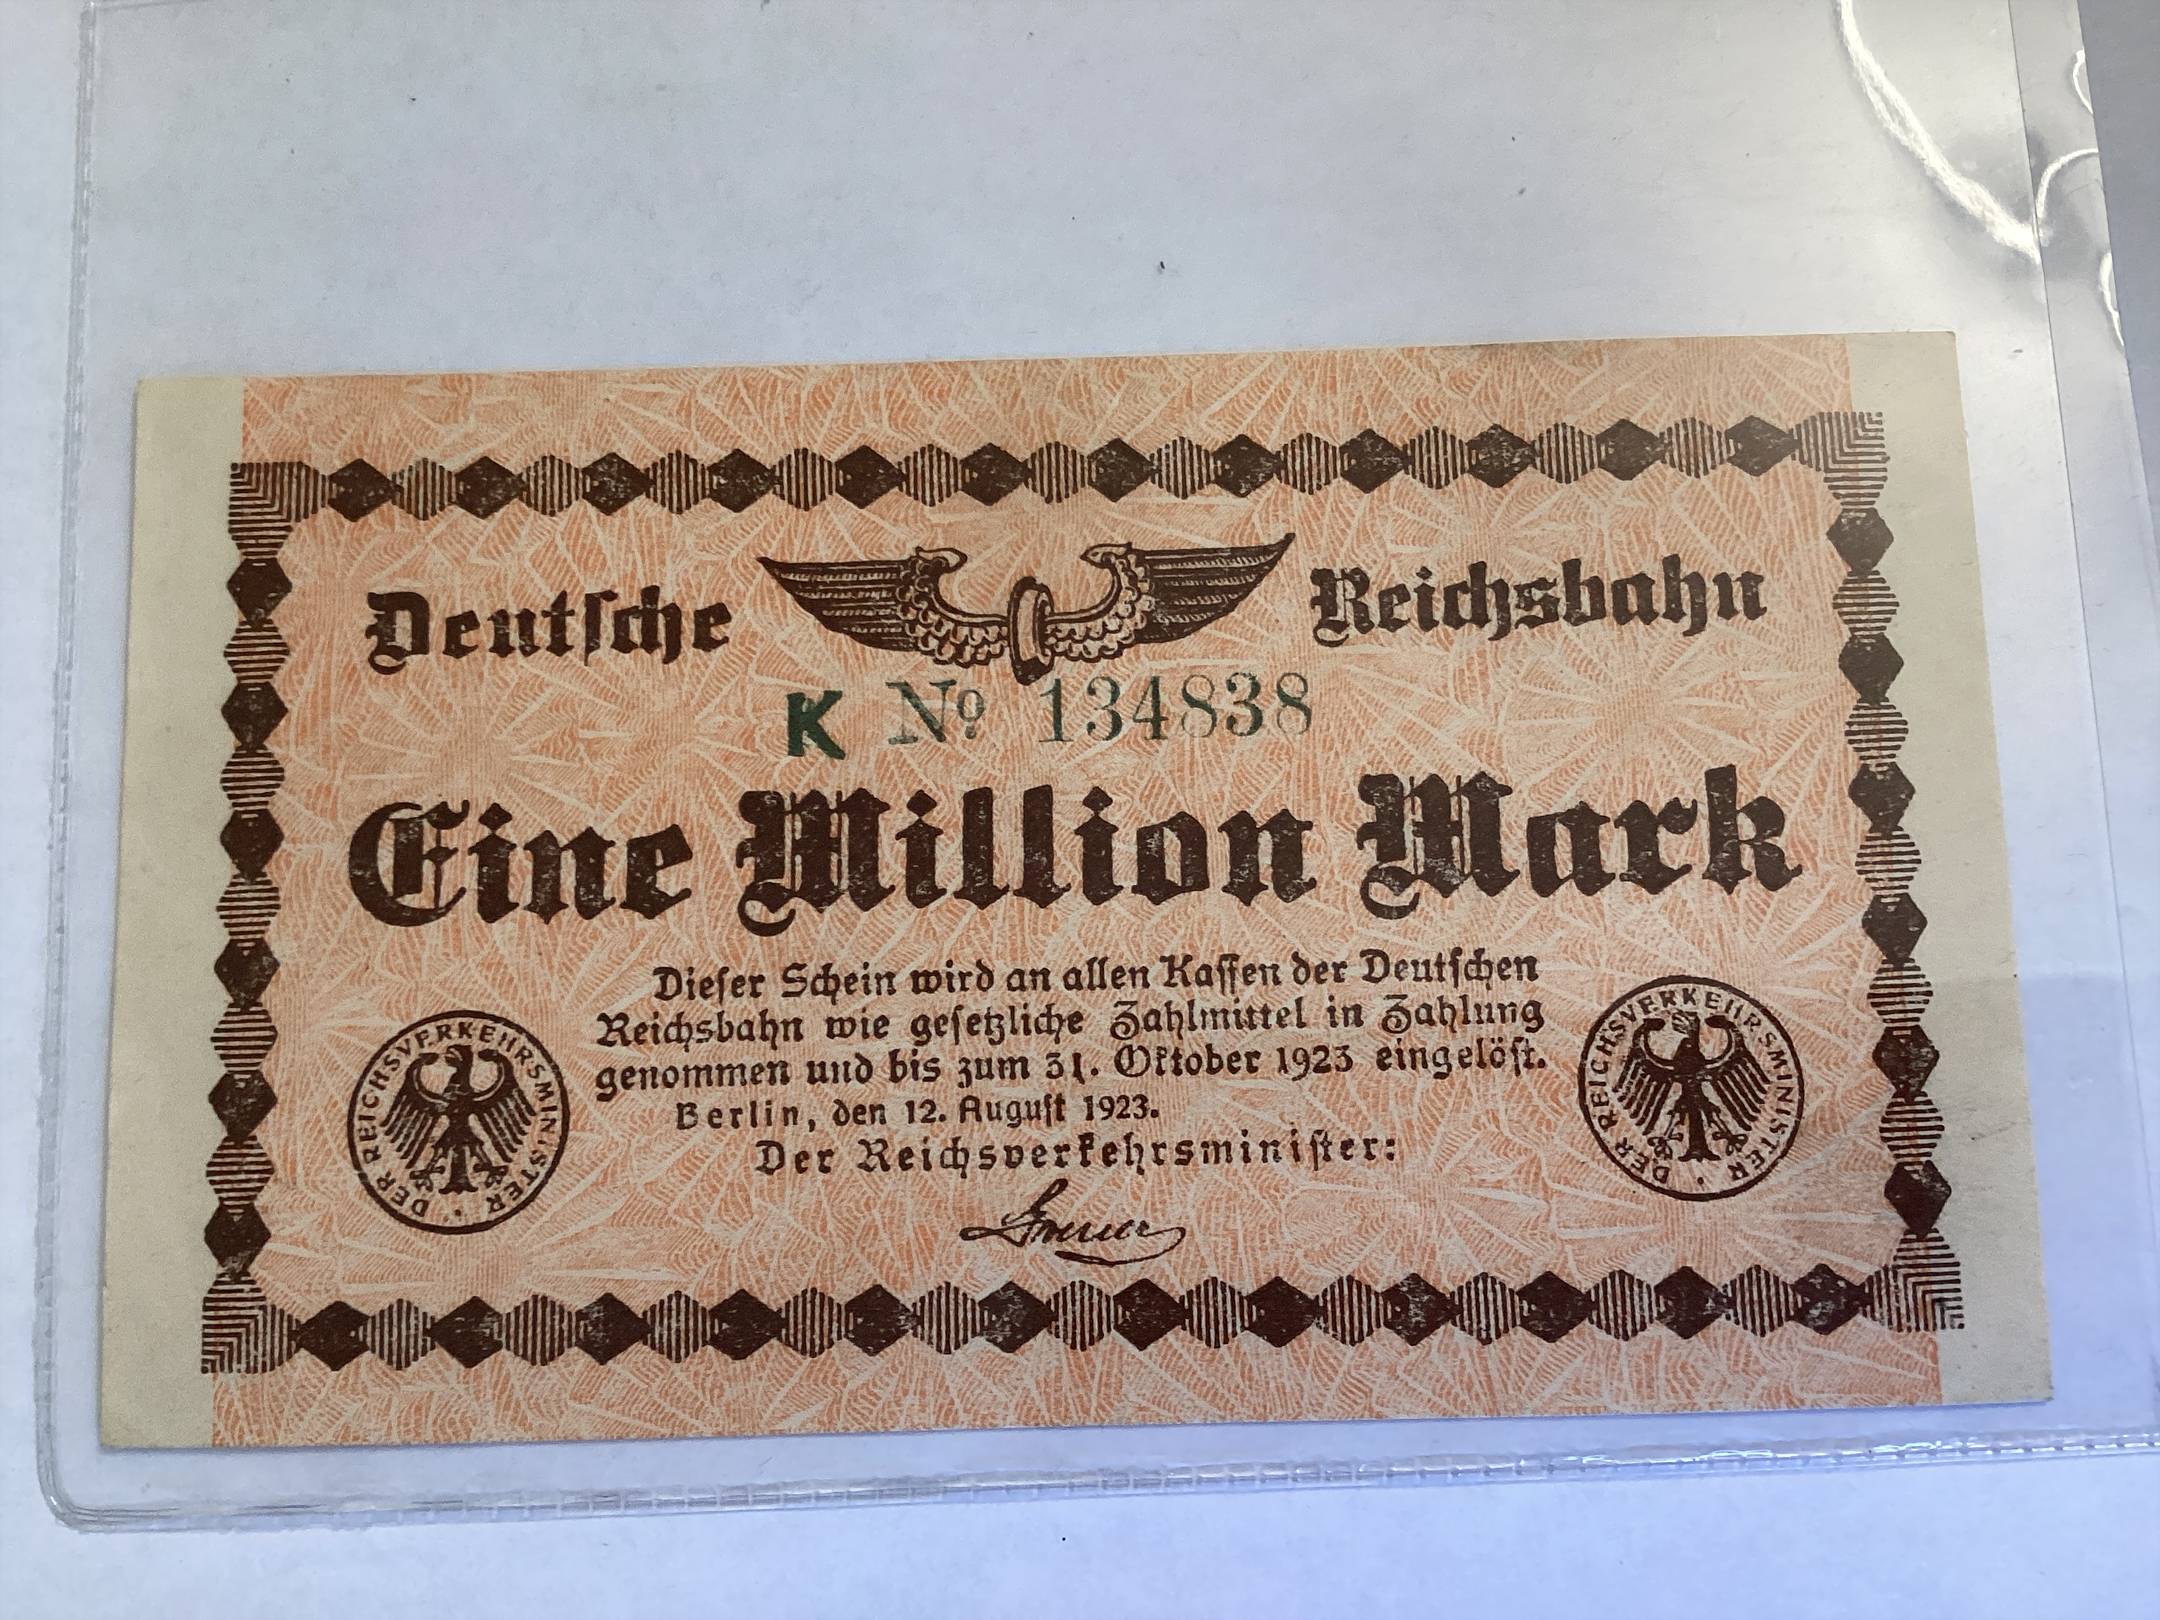 Deutsche Reichsbahn
K No 134838
Eine Million Mark
Dieser Schein wird an allen Kassen der Deutschen
Reichsbahn wie gesetzliche Zahlmittel in Zahlung
genommen und bis zum 31. Oktober 1923 eingelöst.
Berlin, den 12. August 1923.
Der Reichsverkehrsminister:
Groener
DER REICHSVERKEHRSMINISTER
DER REICHSVERKEHRSMINISTER